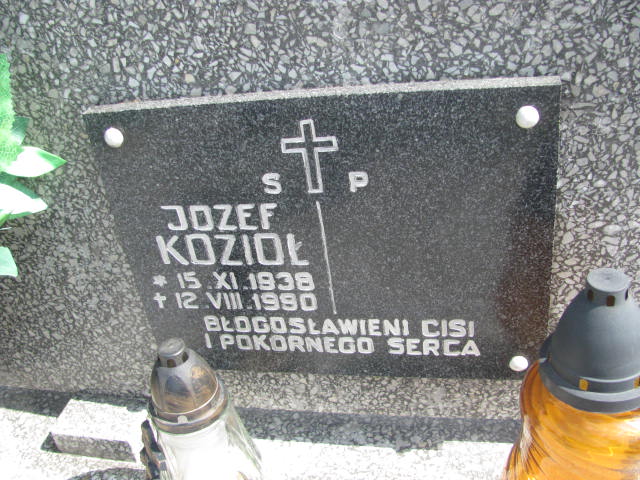 S P
JOZEF
KOZIOŁ
* 15.XI.1938
† 12.VIII.1990
BŁOGOSŁAWIENI CISI
I POKORNEGO SERCA